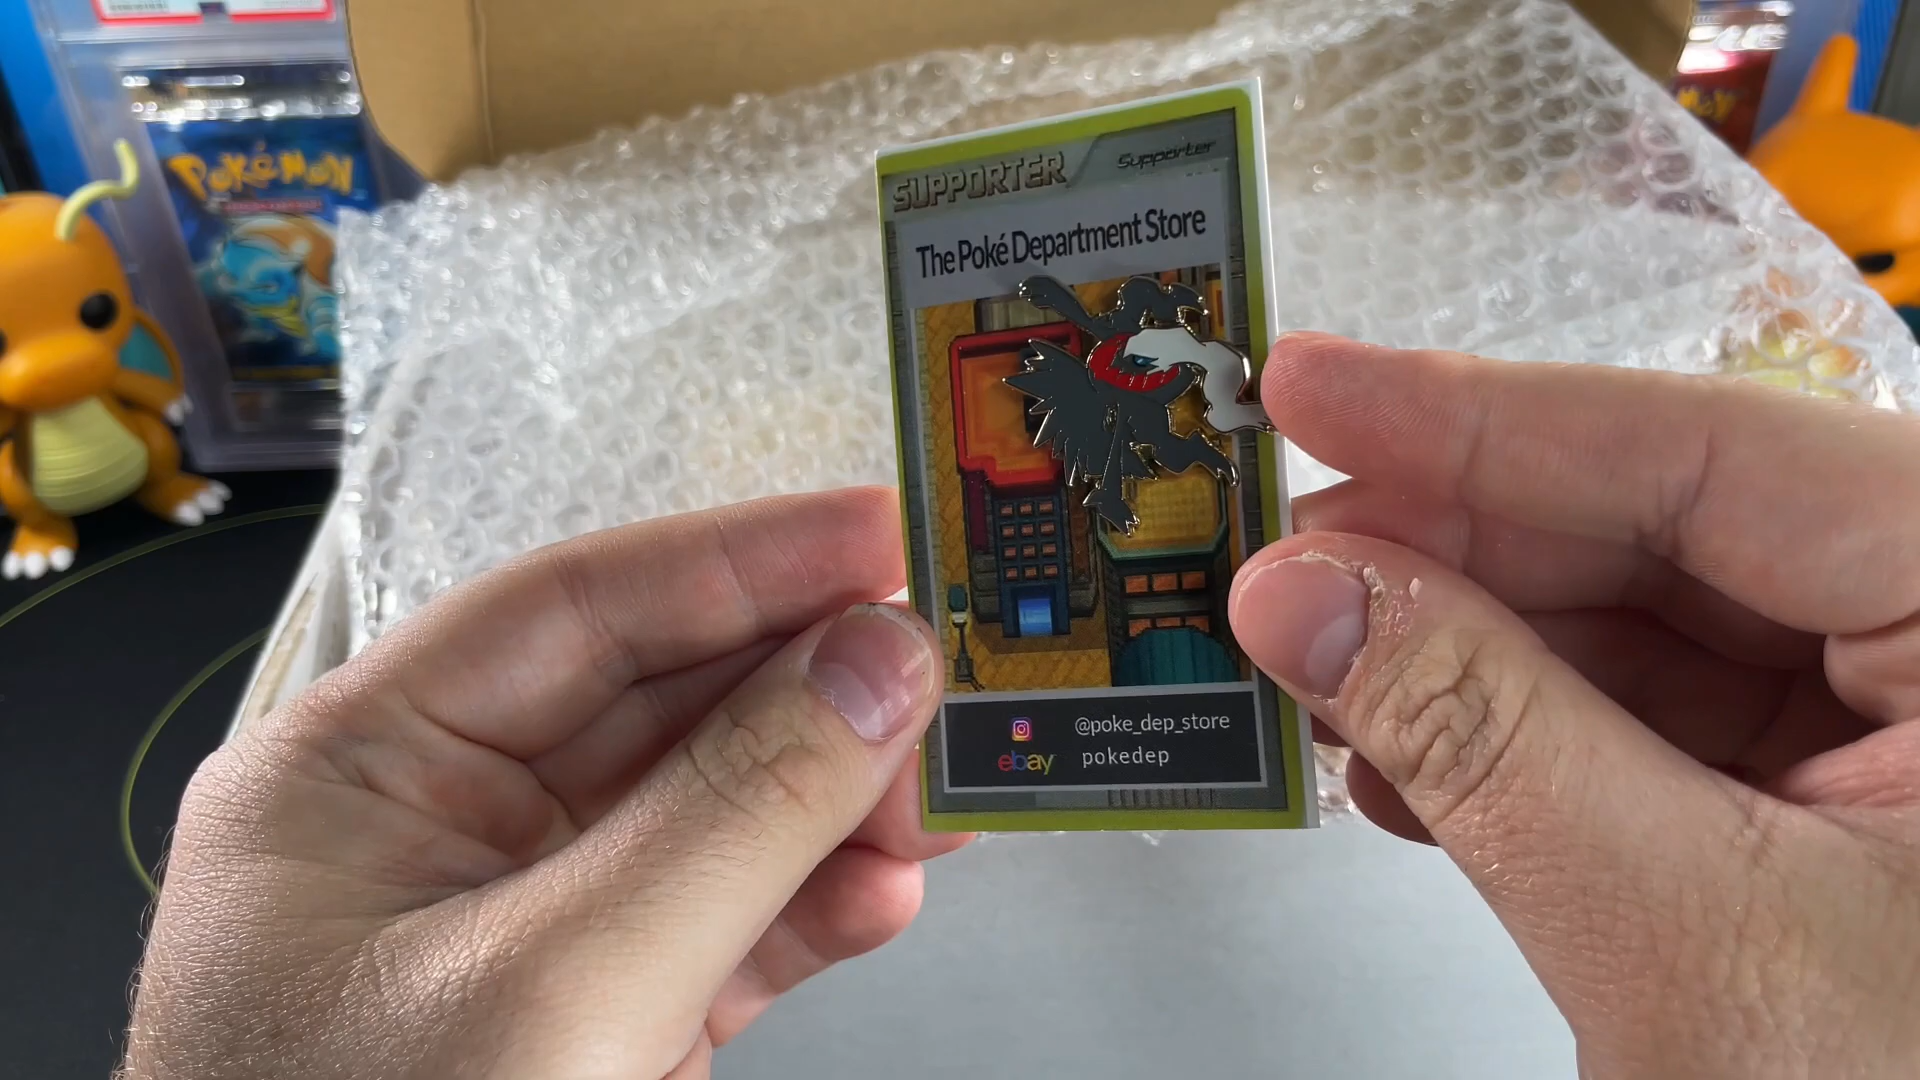 POKéMON
SUPPORTER
Supporter
The Poké Department Store
@poke_dep_store
ebay
pokedep